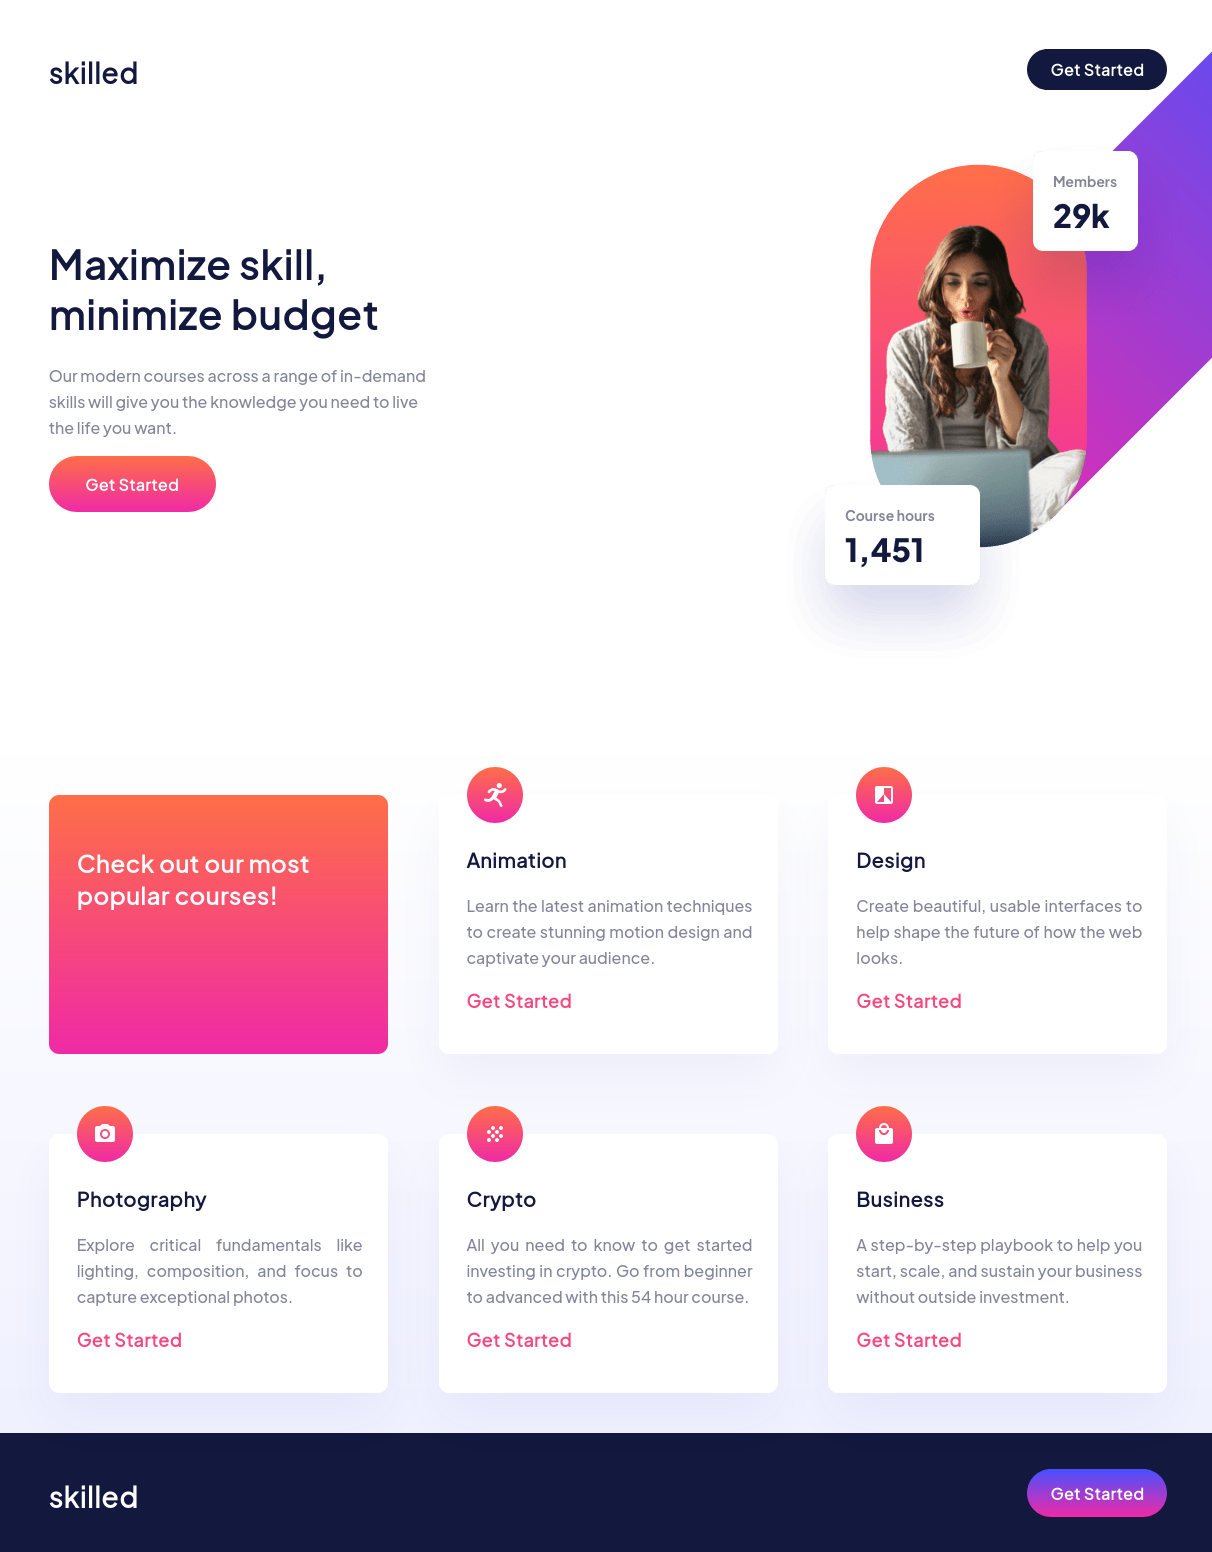 skilled
Get Started
Members
29k
Maximize skill,
minimize budget
Our modern courses across a range of in-demand
skills will give you the knowledge you need to live
the life you want.
Get Started
Course hours
1,451
Check out our most
popular courses!
Animation
Learn the latest animation techniques
to create stunning motion design and
captivate your audience.
Get Started
Design
Create beautiful, usable interfaces to
help shape the future of how the web
looks.
Get Started
Photography
Explore critical fundamentals like
lighting, composition, and focus to
capture exceptional photos.
Get Started
Crypto
All you need to know to get started
investing in crypto. Go from beginner
to advanced with this 54 hour course.
Get Started
Business
A step-by-step playbook to help you
start, scale, and sustain your business
without outside investment.
Get Started
skilled
Get Started